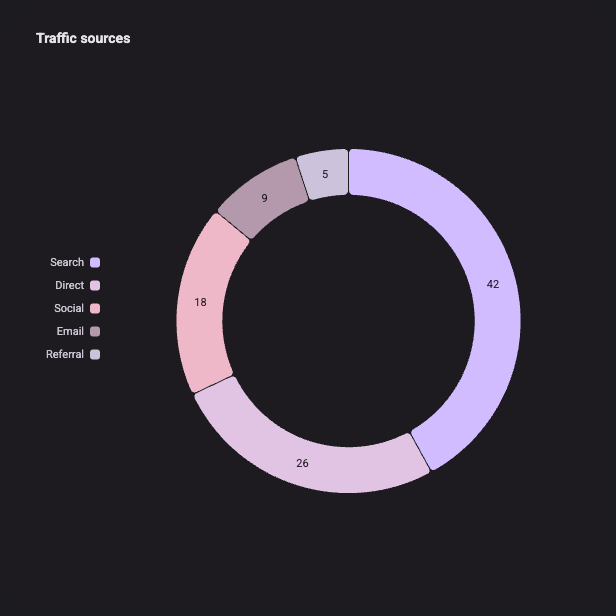 Traffic sources
Search
Direct
Social
Email
Referral
5
9
42
18
26